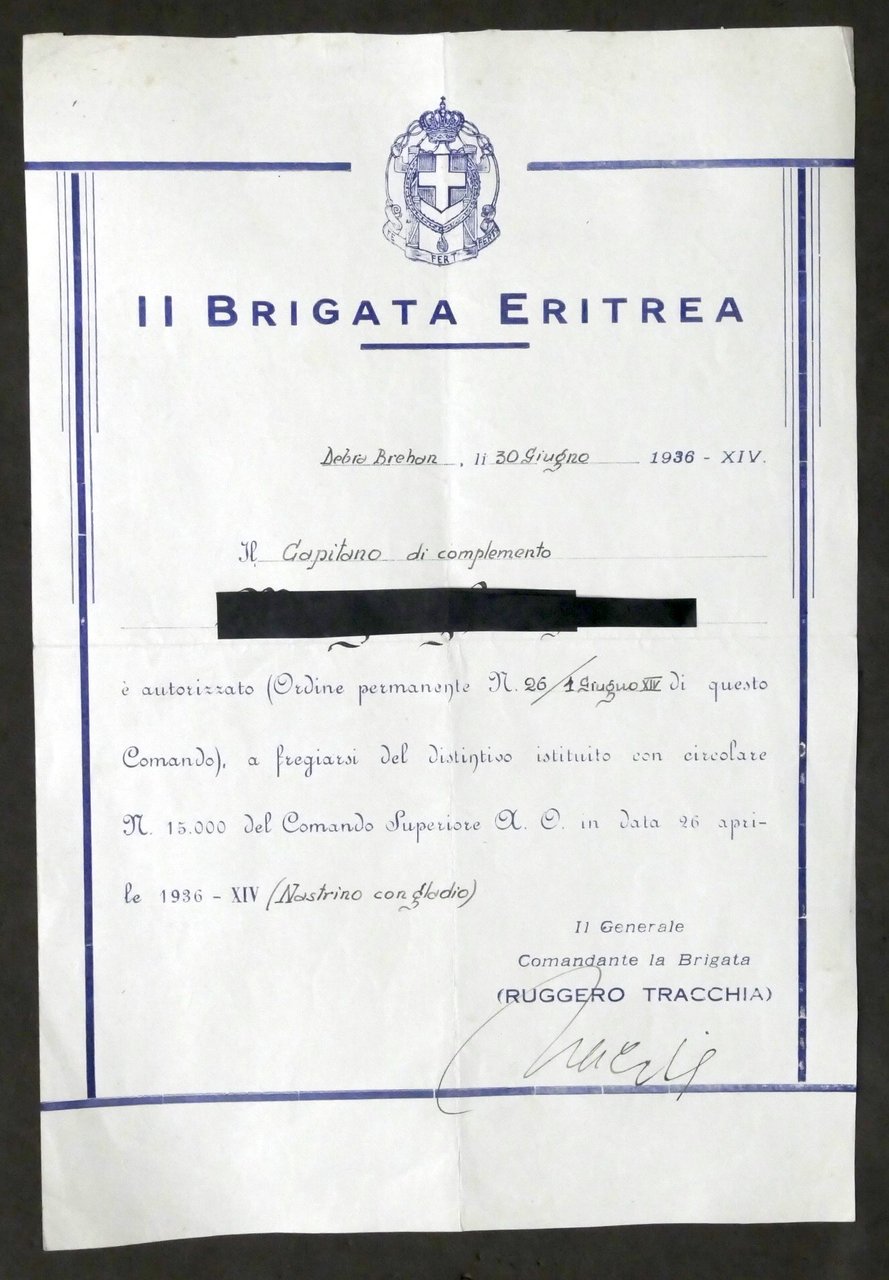 FERT
II BRIGATA ERITREA
Debra Brehan, li 30 Giugno 1936 - XIV.
Il Capitano di complemento
è autorizzato (Ordine permanente N. 26/1 Giugno XIV di questo
Comando), a fregiarsi del distintivo istituito con circolare
N. 15.000 del Comando Superiore A. O. in data 26 apri-
le 1936 - XIV (Nastrino con gladio)
Il Generale
Comandante la Brigata
(RUGGERO TRACCHIA)